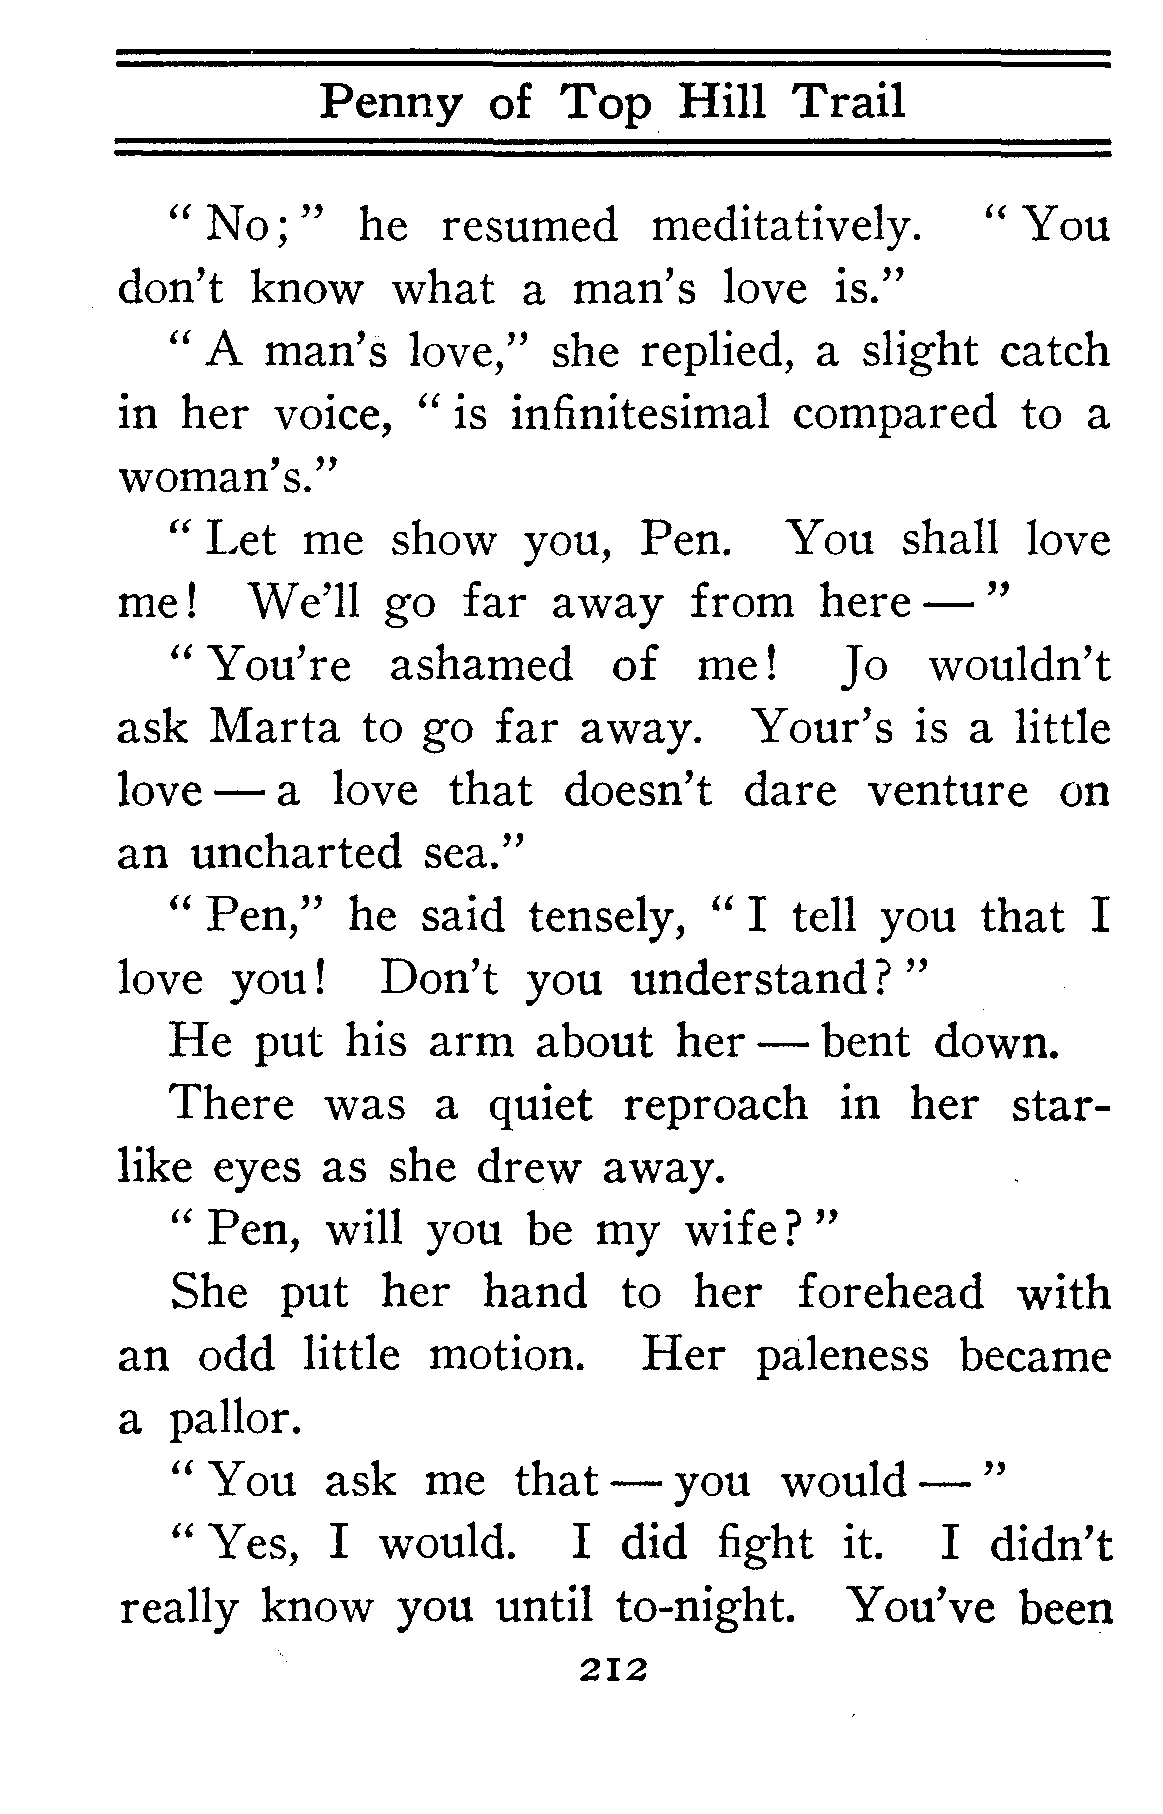 Penny of Top Hill Trail
“ No; ” he resumed meditatively. “ You
don't know what a man's love is.”
“ A man's love,” she replied, a slight catch
in her voice, “ is infinitesimal compared to a
woman's.”
“ Let me show you, Pen. You shall love
me! We'll go far away from here — ”
“ You're ashamed of me! Jo wouldn't
ask Marta to go far away. Your's is a little
love — a love that doesn't dare venture on
an uncharted sea.”
“ Pen,” he said tensely, “ I tell you that I
love you! Don't you understand? ”
He put his arm about her — bent down.
There was a quiet reproach in her star-
like eyes as she drew away.
“ Pen, will you be my wife? ”
She put her hand to her forehead with
an odd little motion. Her paleness became
a pallor.
“ You ask me that — you would — ”
“ Yes, I would. I did fight it. I didn't
really know you until to-night. You've been
212